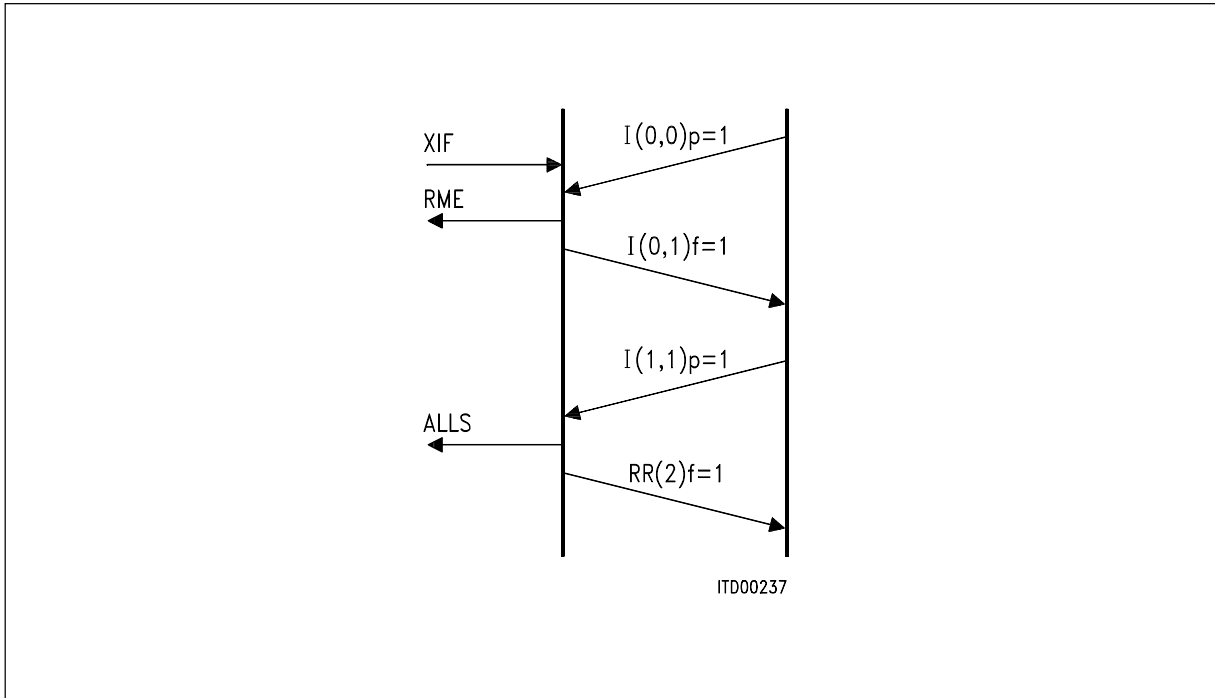 XIF
I(0,0)p=1
RME
I(0,1)f=1
I(1,1)p=1
ALLS
RR(2)f=1
ITD00237